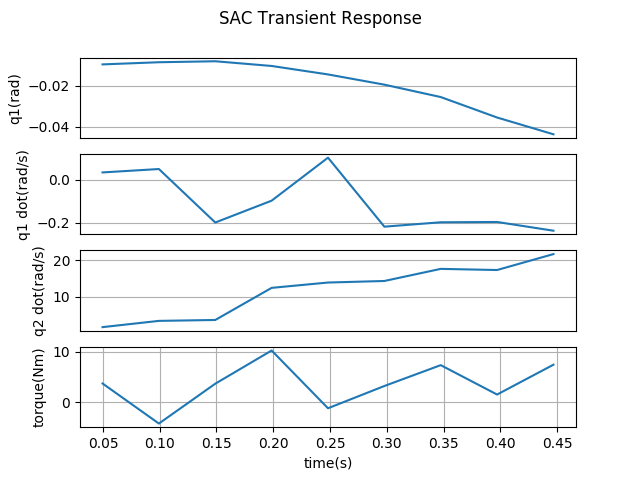 SAC Transient Response
q1(rad)
−0.02
−0.04
q1 dot(rad/s)
0.0
−0.2
q2 dot(rad/s)
20
10
torque(Nm)
10
0
0.05 0.10 0.15 0.20 0.25 0.30 0.35 0.40 0.45
time(s)